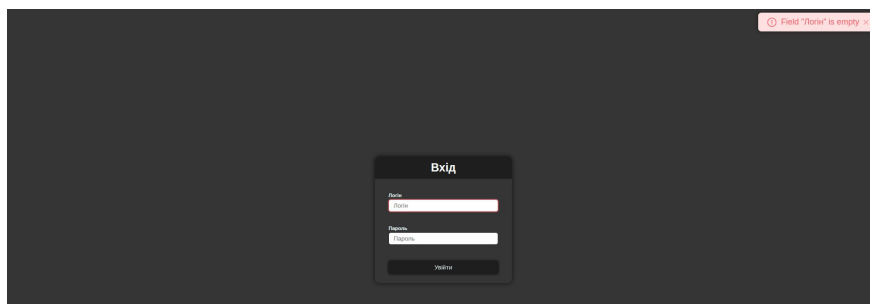 Field "Логін" is empty ×
Вхід
Логін
Логін
Пароль
Пароль
Увійти